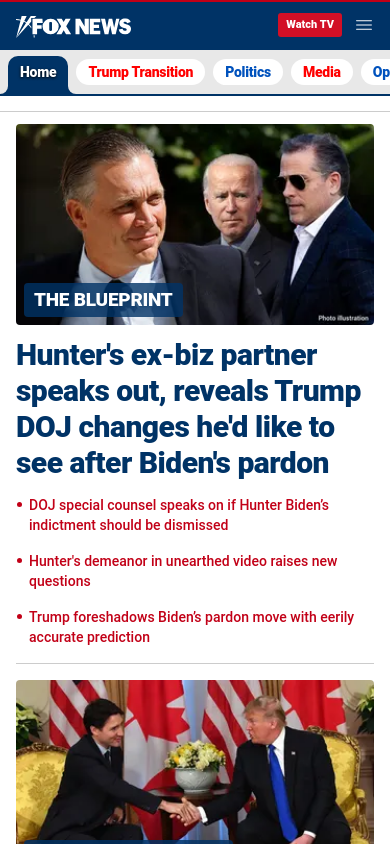 FOX NEWS
Watch TV
Home
Trump Transition
Politics
Media
Op
THE BLUEPRINT
Photo illustration
Hunter's ex-biz partner
speaks out, reveals Trump
DOJ changes he'd like to
see after Biden's pardon
• DOJ special counsel speaks on if Hunter Biden’s
indictment should be dismissed
• Hunter's demeanor in unearthed video raises new
questions
• Trump foreshadows Biden’s pardon move with eerily
accurate prediction